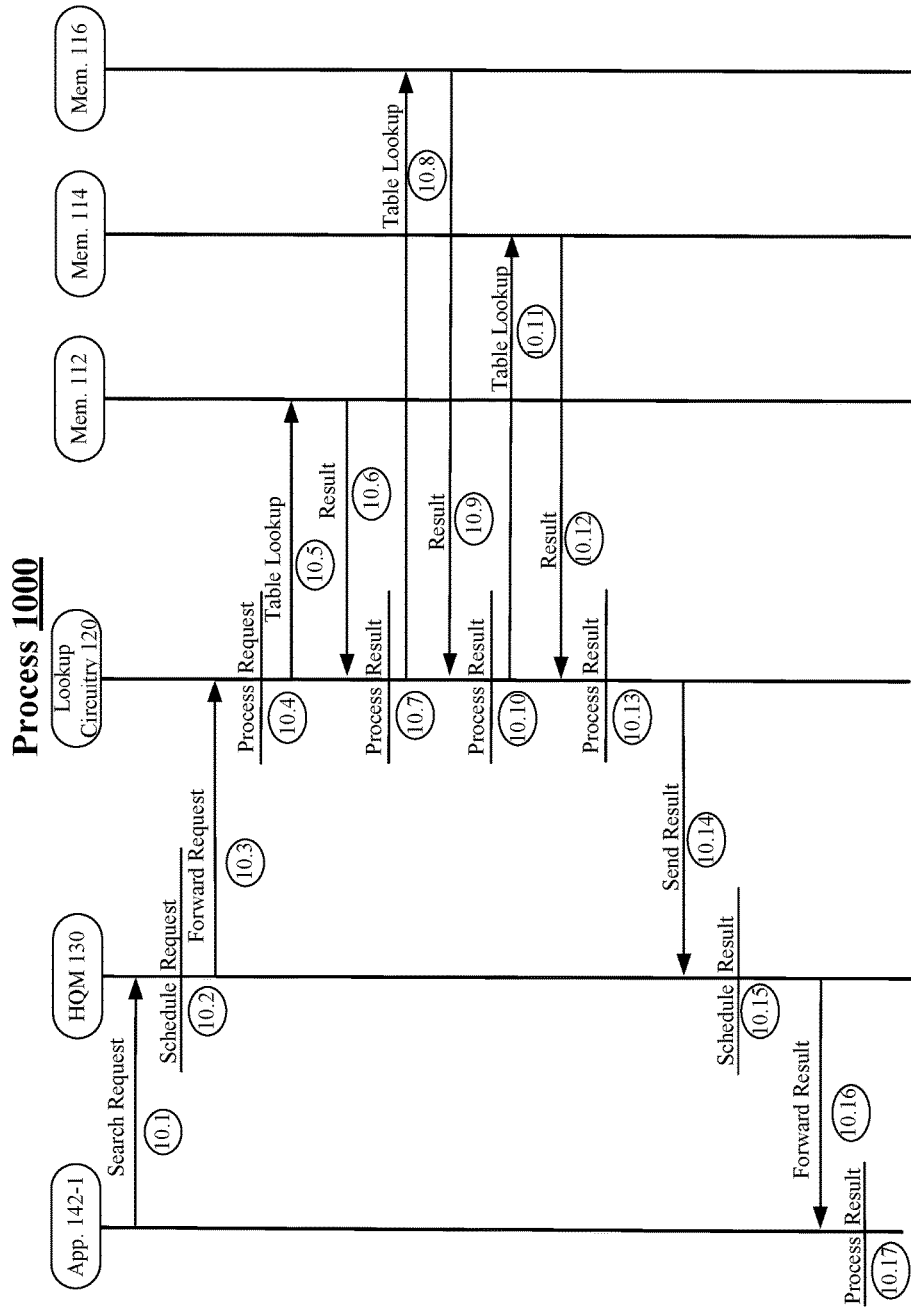 Process 1000
App. 142-1
HQM 130
Lookup
Circuitry 120
Mem. 112
Mem. 114
Mem. 116
Search Request
10.1
Schedule Request
10.2
Forward Request
10.3
Process Request
10.4
Table Lookup
10.5
Result
10.6
Process Result
10.7
Table Lookup
10.8
Result
10.9
Process Result
10.10
Table Lookup
10.11
Result
10.12
Process Result
10.13
Send Result
10.14
Schedule Result
10.15
Forward Result
10.16
Process Result
10.17